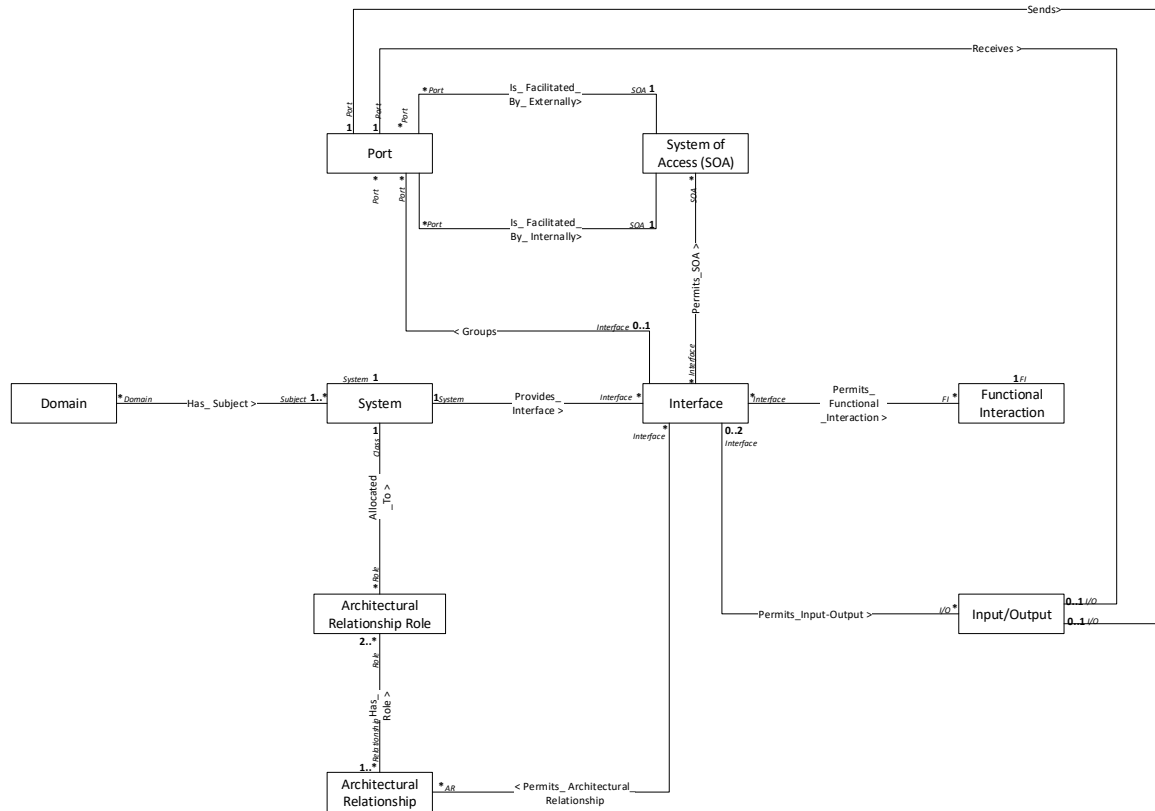 Sends>
Receives >
Port
1
Port
1
*Port
*Port
Is_ Facilitated_
By_ Externally>
SOA 1
Port
System of
Access (SOA)
*
Port
*
Port
*Port
Is_ Facilitated_
By_ Internally>
SOA 1
*
SOA
Permits_SOA >
< Groups
Interface 0..1
Interface
*
Domain
*Domain
Has_ Subject >
Subject 1..*
System 1
System
1System
Provides_
Interface >
Interface *
Interface
*Interface
Permits_
Functional
_Interaction >
FI *
1 FI
Functional
Interaction
1
Class
Allocated
_To >
*Role
*
Interface
0..2
Interface
Architectural
Relationship Role
2..*
Role
Has_
Role >
Relationship
1..*
Permits_Input-Output >
I/O *
Input/Output
0..1 I/O
0..1 I/O
Architectural
Relationship
*AR
< Permits_ Architectural_
Relationship